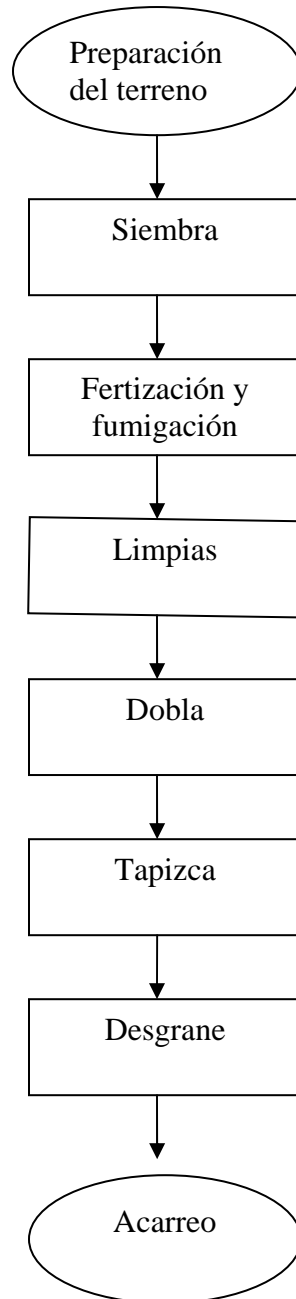 Preparación
del terreno
Siembra
Fertización y
fumigación
Limpias
Dobla
Tapizca
Desgrane
Acarreo